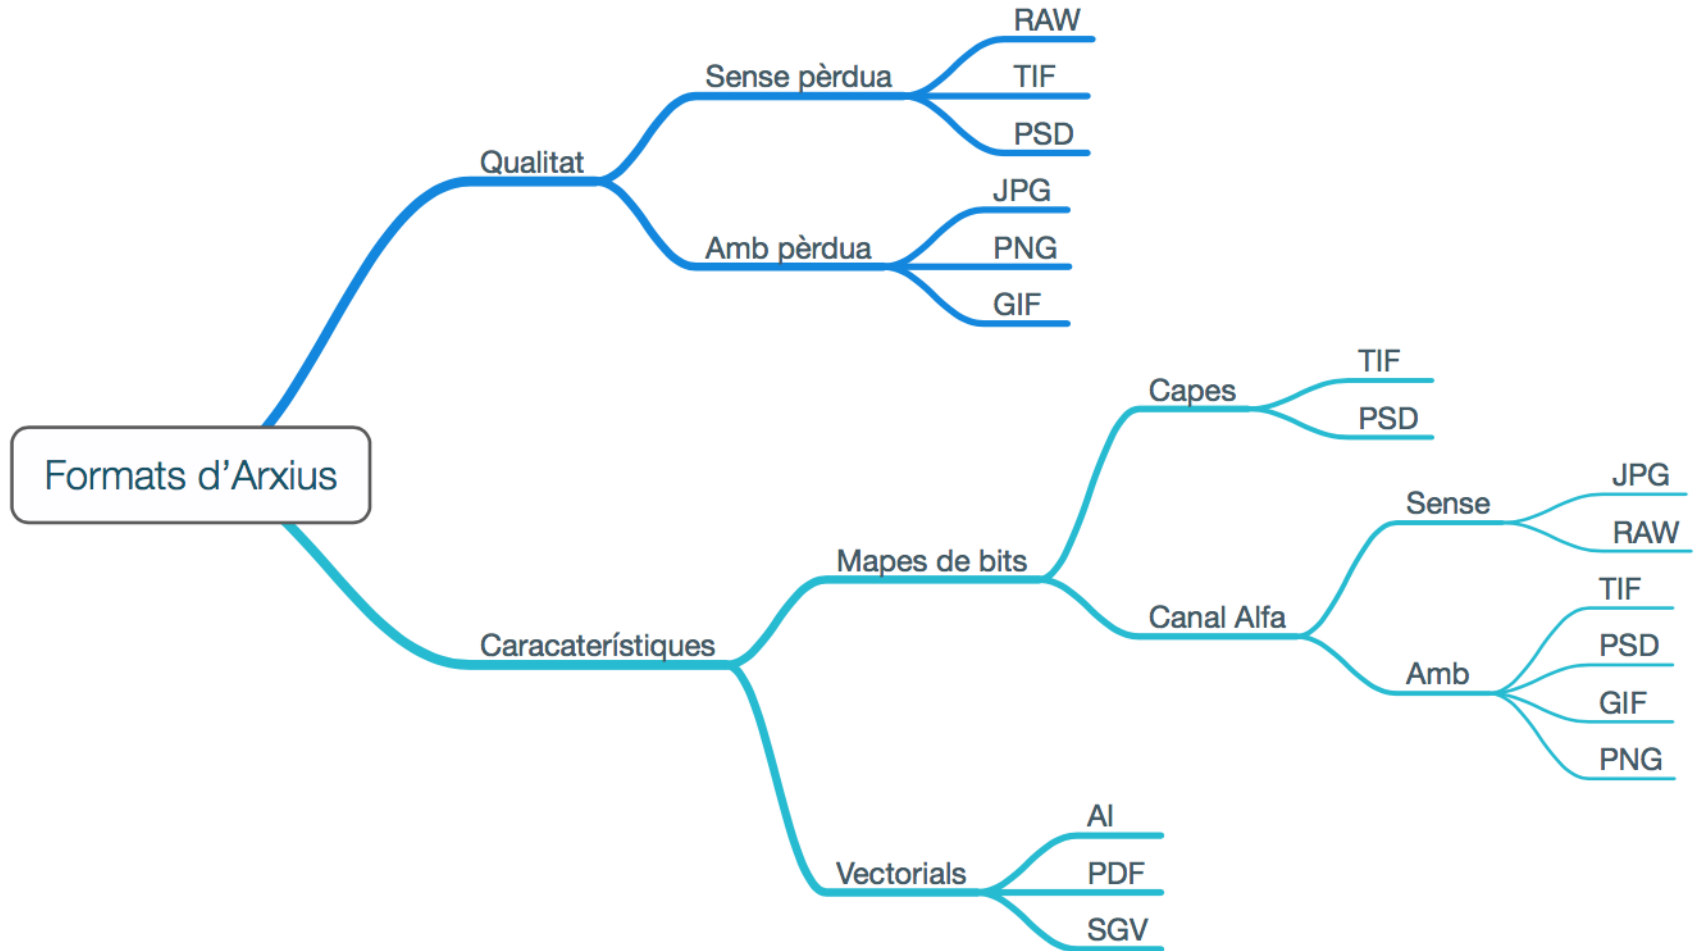 RAW
Sense pèrdua
TIF
PSD
Qualitat
JPG
Amb pèrdua
PNG
GIF
TIF
Capes
PSD
Formats d'Arxius
JPG
Sense
RAW
Mapes de bits
TIF
Canal Alfa
PSD
Caracaterístiques
Amb
GIF
PNG
AI
Vectorials
PDF
SGV